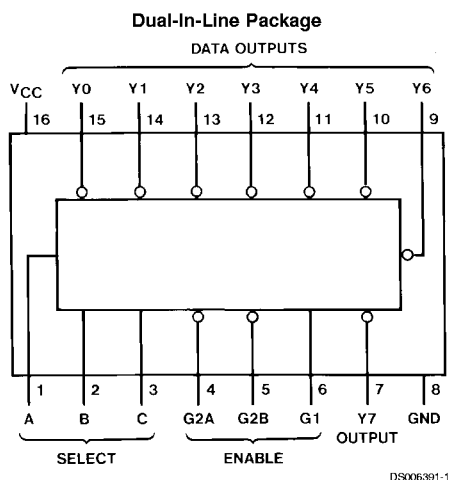 Dual-In-Line Package
DATA OUTPUTS
VCC Y0 Y1 Y2 Y3 Y4 Y5 Y6
16 15 14 13 12 11 10 9
1 2 3 4 5 6 7 8
A B C G2A G2B G1 Y7 GND
OUTPUT
SELECT ENABLE
DS006391-1